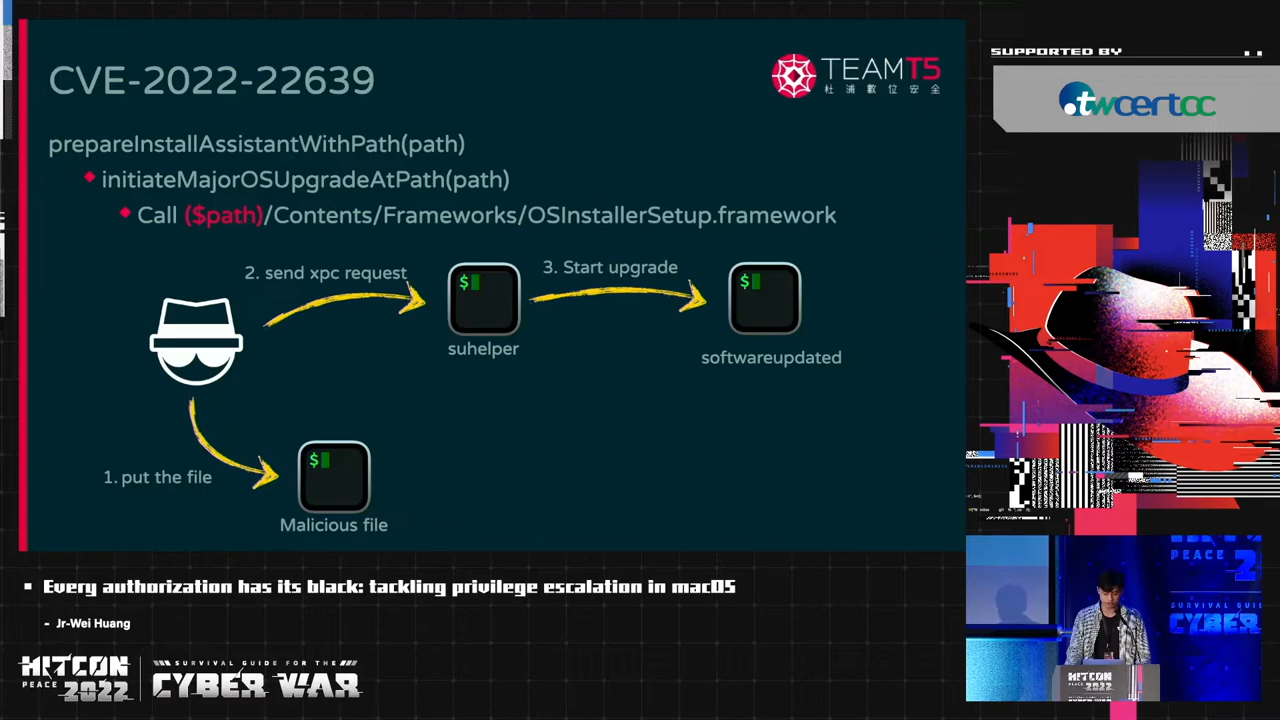 CVE-2022-22639
TEAMT5
杜浦數位安全
prepareInstallAssistantWithPath(path)
initiateMajorOSUpgradeAtPath(path)
Call ($path)/Contents/Frameworks/OSInstallerSetup.framework
2. send xpc request
3. Start upgrade
$
$
suhelper
softwareupdated
1. put the file
$
Malicious file
SUPPORTED BY
.twcertcc
PEACE 2
SURVIVAL GUID
CYBER
HITCON
PEACE 2022
Every authorization has its black: tackling privilege escalation in macOS
- Jr-Wei Huang
HITCON
PEACE 2022
SURVIVAL GUIDE FOR THE
CYBER WAR